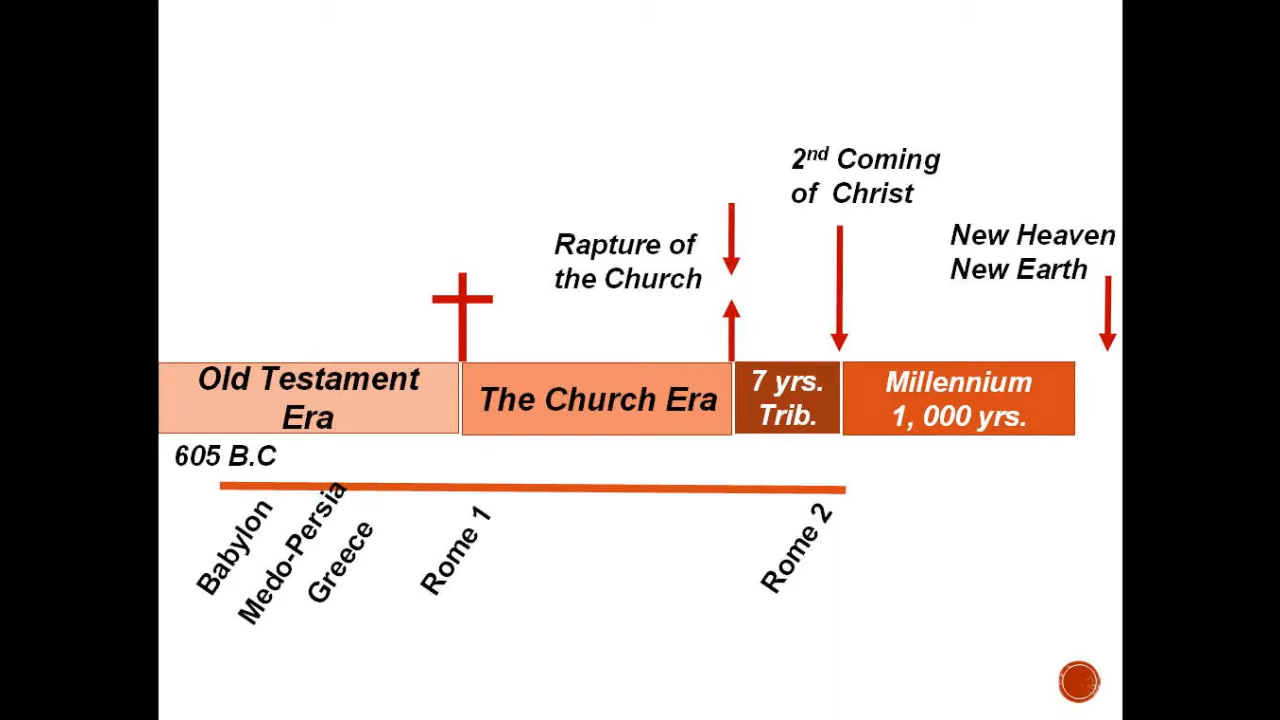 2nd Coming
of Christ
New Heaven
New Earth
Rapture of
the Church
Old Testament
Era
The Church Era
7 yrs.
Trib.
Millennium
1, 000 yrs.
605 B.C
Babylon
Medo-Persia
Greece
Rome 1
Rome 2